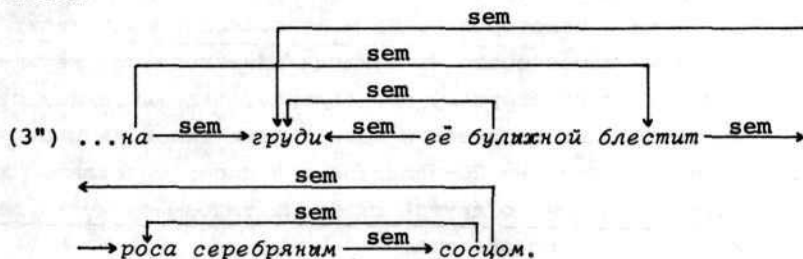 sem
sem
sem
(3") ...на sem груди sem её булыжной блестит sem
sem
sem
роса серебряным sem сосцом.